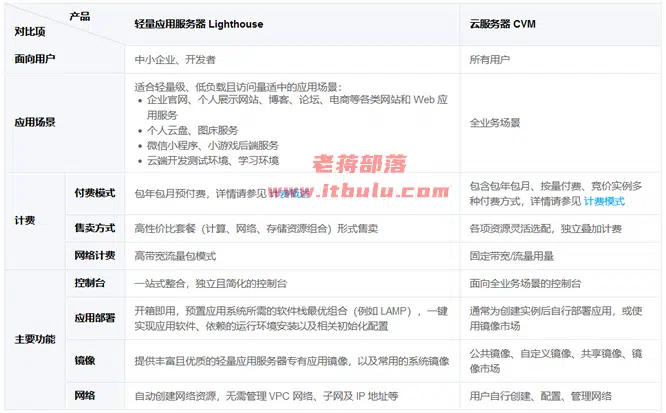 产品
对比项
轻量应用服务器 Lighthouse
云服务器 CVM
面向用户
中小企业、开发者
所有用户
应用场景
适合轻量级、低负载且访问量适中的应用场景：
• 企业官网、个人展示网站、博客、论坛、电商等各类网站和 Web 应
用服务
• 个人云盘、图床服务
• 微信小程序、小游戏后端服务
• 云端开发测试环境、学习环境
全业务场景
老蒋部落
www.itbulu.com
计费
付费模式
包年包月预付费，详情请参见 计费概述
包含包年包月、按量付费、竞价实例多
种付费方式，详情请参见 计费模式
售卖方式
高性价比套餐（计算、网络、存储资源组合）形式售卖
各项资源灵活选配，独立叠加计费
网络计费
高带宽流量包模式
固定带宽/流量用量
主要功能
控制台
一站式整合，独立且简化的控制台
面向全业务场景的控制台
应用部署
开箱即用，预置应用系统所需的软件栈最优组合（例如 LAMP），一键
实现应用软件、依赖的运行环境安装以及相关初始化配置
通常为创建实例后自行部署应用，或使
用镜像市场
镜像
提供丰富且优质的轻量应用服务器专有应用镜像，以及常用的系统镜像
公共镜像、自定义镜像、共享镜像、镜
像市场
网络
自动创建网络资源，无需管理 VPC 网络、子网及 IP 地址等
用户自行创建、配置、管理网络